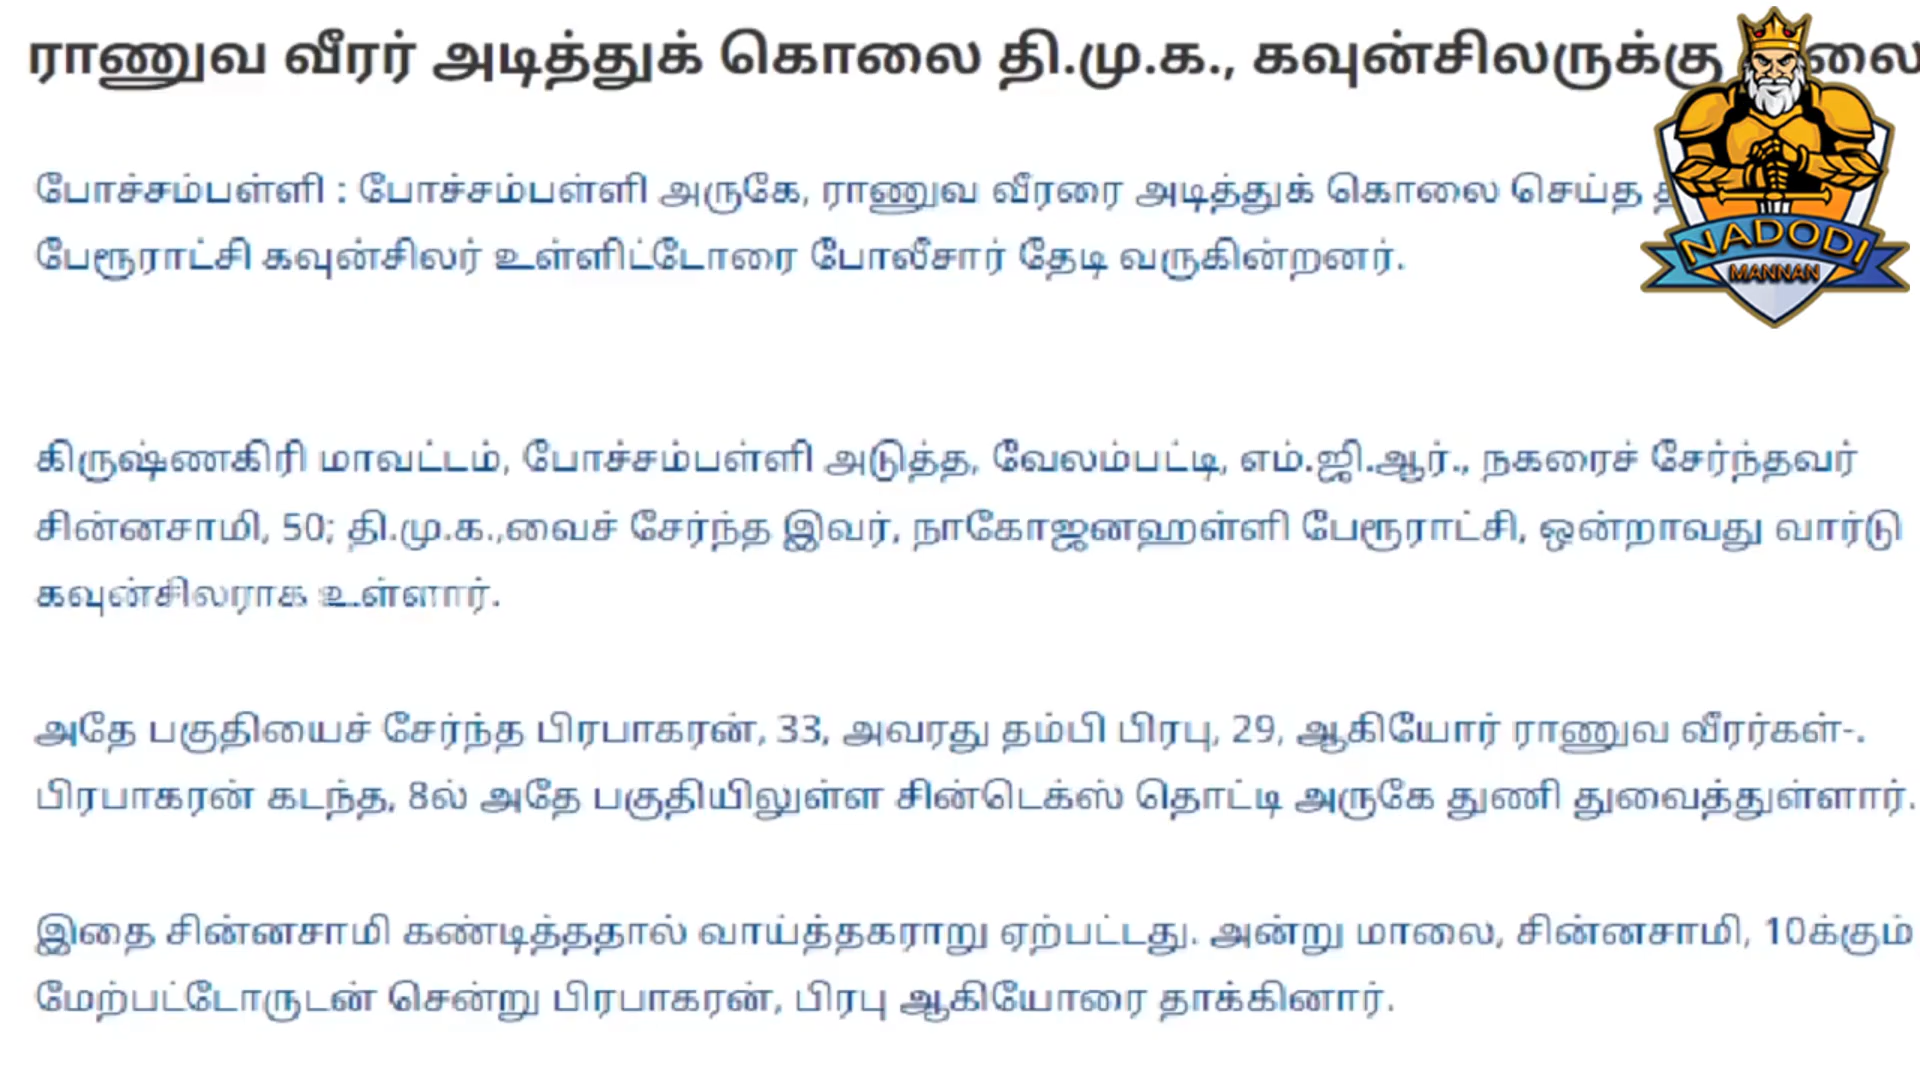 ராணுவ வீரர் அடித்துக் கொலை தி.மு.க., கவுன்சிலருக்கு
போச்சம்பள்ளி : போச்சம்பள்ளி அருகே, ராணுவ வீரரை அடித்துக் கொலை செய்த
பேரூராட்சி கவுன்சிலர் உள்ளிட்டோரை போலீசார் தேடி வருகின்றனர்.
NADODI
MANNAN
கிருஷ்ணகிரி மாவட்டம், போச்சம்பள்ளி அடுத்த, வேலம்பட்டி, எம்.ஜி.ஆர்., நகரைச் சேர்ந்தவர்
சின்னசாமி, 50; தி.மு.க.,வைச் சேர்ந்த இவர், நாகோஜனஹள்ளி பேரூராட்சி, ஒன்றாவது வார்டு
கவுன்சிலராக உள்ளார்.
அதே பகுதியைச் சேர்ந்த பிரபாகரன், 33, அவரது தம்பி பிரபு, 29, ஆகியோர் ராணுவ வீரர்கள்-.
பிரபாகரன் கடந்த, 8ல் அதே பகுதியிலுள்ள சின்டெக்ஸ் தொட்டி அருகே துணி துவைத்துள்ளார்.
இதை சின்னசாமி கண்டித்ததால் வாய்த்தகராறு ஏற்பட்டது. அன்று மாலை, சின்னசாமி, 10க்கும்
மேற்பட்டோருடன் சென்று பிரபாகரன், பிரபு ஆகியோரை தாக்கினார்.